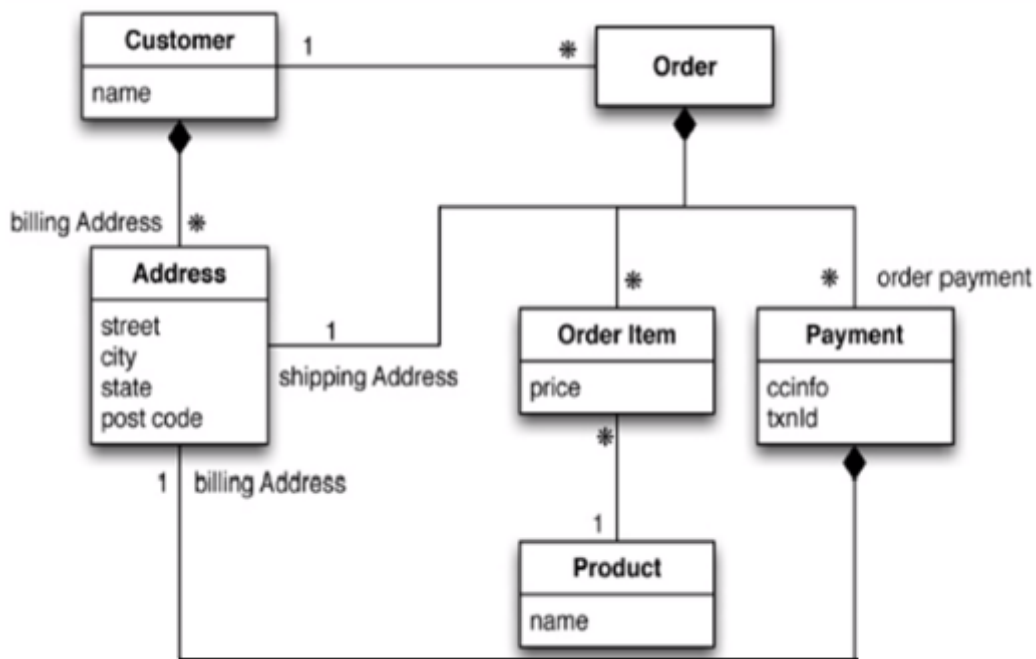 Customer
name
1
*
Order
billing Address
*
Address
street
city
state
post code
1
shipping Address
*
Order Item
price
*
order payment
Payment
ccinfo
txnId
*
1
Product
name
1
billing Address